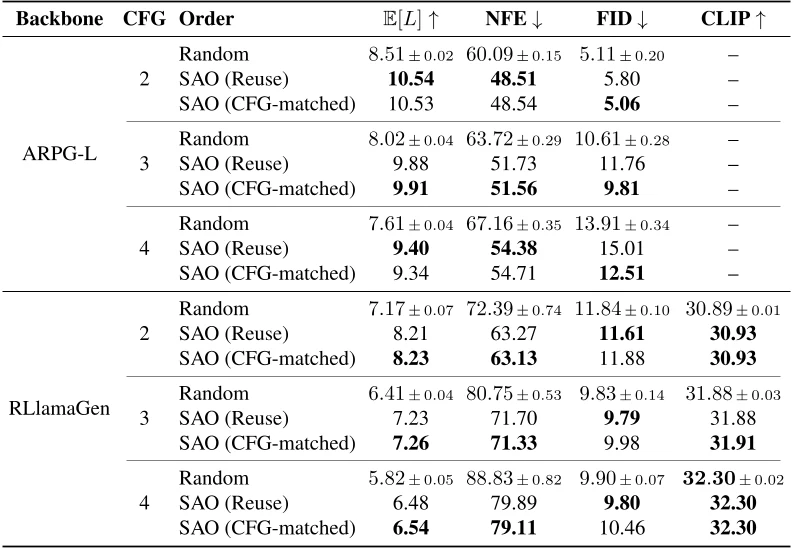 Backbone CFG Order 𝔼[L] ↑ NFE ↓ FID ↓ CLIP ↑
Random 8.51 ± 0.02 60.09 ± 0.15 5.11 ± 0.20 –
2 SAO (Reuse) 10.54 48.51 5.80 –
SAO (CFG-matched) 10.53 48.54 5.06 –
Random 8.02 ± 0.04 63.72 ± 0.29 10.61 ± 0.28 –
ARPG-L 3 SAO (Reuse) 9.88 51.73 11.76 –
SAO (CFG-matched) 9.91 51.56 9.81 –
Random 7.61 ± 0.04 67.16 ± 0.35 13.91 ± 0.34 –
4 SAO (Reuse) 9.40 54.38 15.01 –
SAO (CFG-matched) 9.34 54.71 12.51 –
Random 7.17 ± 0.07 72.39 ± 0.74 11.84 ± 0.10 30.89 ± 0.01
2 SAO (Reuse) 8.21 63.27 11.61 30.93
SAO (CFG-matched) 8.23 63.13 11.88 30.93
Random 6.41 ± 0.04 80.75 ± 0.53 9.83 ± 0.14 31.88 ± 0.03
RLlamaGen 3 SAO (Reuse) 7.23 71.70 9.79 31.88
SAO (CFG-matched) 7.26 71.33 9.98 31.91
Random 5.82 ± 0.05 88.83 ± 0.82 9.90 ± 0.07 32.30 ± 0.02
4 SAO (Reuse) 6.48 79.89 9.80 32.30
SAO (CFG-matched) 6.54 79.11 10.46 32.30